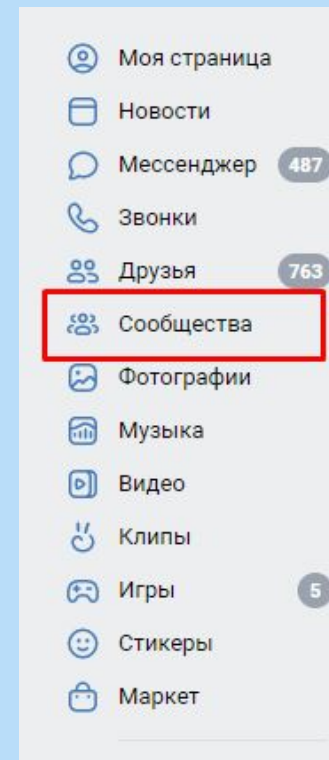 Моя страница
Новости
Мессенджер 487
Звонки
Друзья 763
Сообщества
Фотографии
Музыка
Видео
Клипы
Игры 5
Стикеры
Маркет